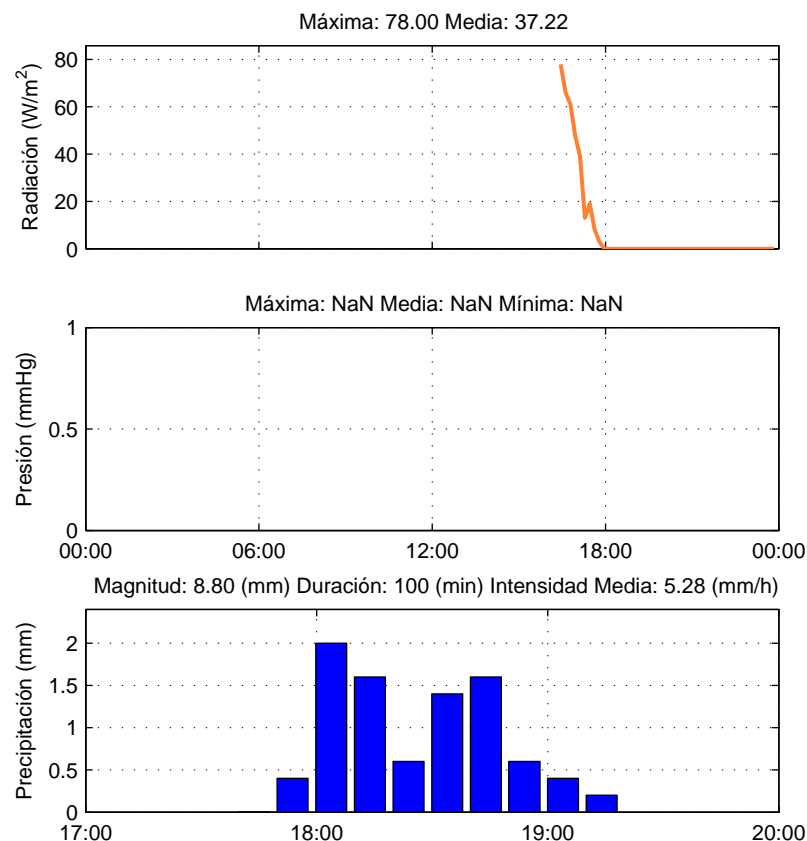 Máxima: 78.00 Media: 37.22
80
60
40
20
0
Radiación (W/m²)
Máxima: NaN Media: NaN Mínima: NaN
1
0.5
0
Presión (mmHg)
00:00 06:00 12:00 18:00 00:00
Magnitud: 8.80 (mm) Duración: 100 (min) Intensidad Media: 5.28 (mm/h)
2
1.5
1
0.5
0
Precipitación (mm)
17:00 18:00 19:00 20:00